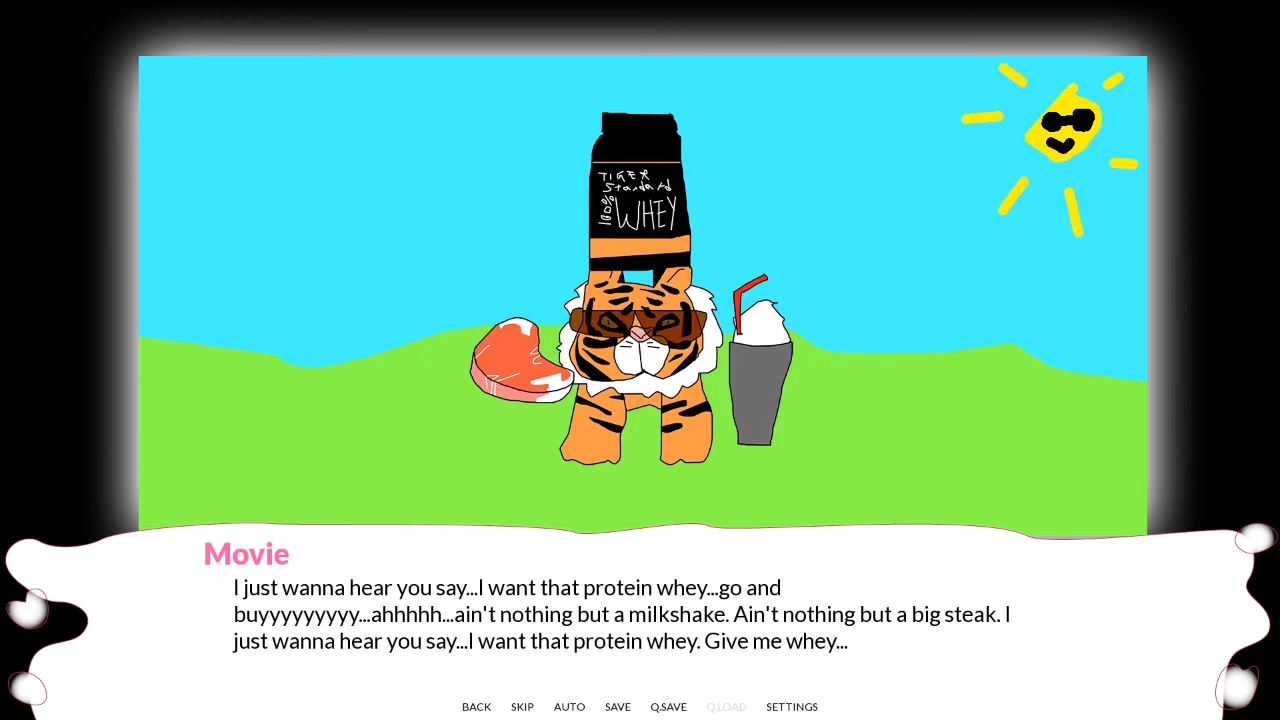 TIGER
Standard
100% WHEY
Movie
I just wanna hear you say...I want that protein whey...go and
buyyyyyyyyy...ahhhhh...ain't nothing but a milkshake. Ain't nothing but a big steak. I
just wanna hear you say...I want that protein whey. Give me whey...
BACK SKIP AUTO SAVE Q.SAVE Q.LOAD SETTINGS